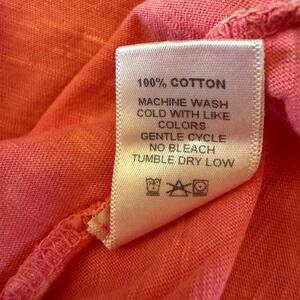 100% COTTON
MACHINE WASH
COLD WITH LIKE
COLORS
GENTLE CYCLE
NO BLEACH
TUMBLE DRY LOW